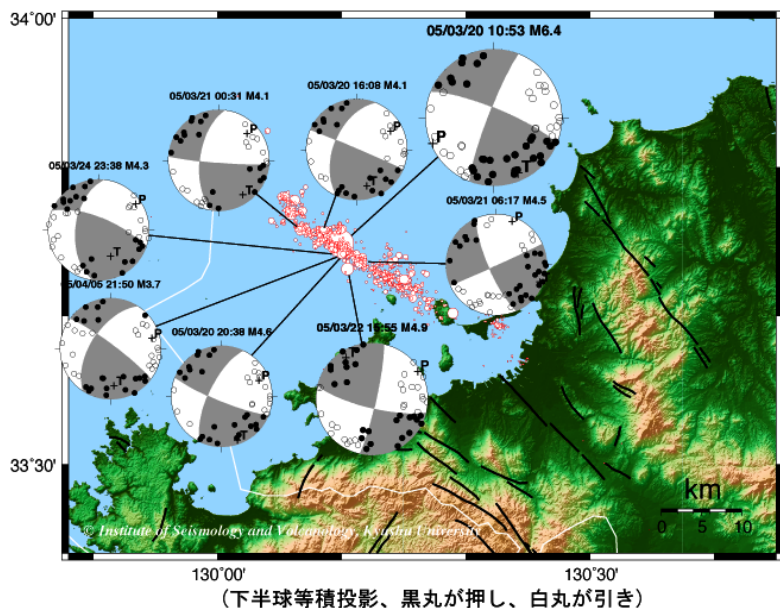 34°00'
05/03/20 10:53 M6.4
05/03/21 00:31 M4.1
05/03/20 16:08 M4.1
05/03/24 23:38 M4.3
05/03/21 06:17 M4.5
/04/05 21:50 M3.7
05/03/20 20:38 M4.6
05/03/22 15:55 M4.9
P
T
P
T
P
T
P
T
P
P
T
P
T
P
T
33°30'
km
0 5 10
© Institute of Seismology and Volcanology, Kyushu University
130°00'
130°30'
(下半球等積投影、黒丸が押し、白丸が引き)